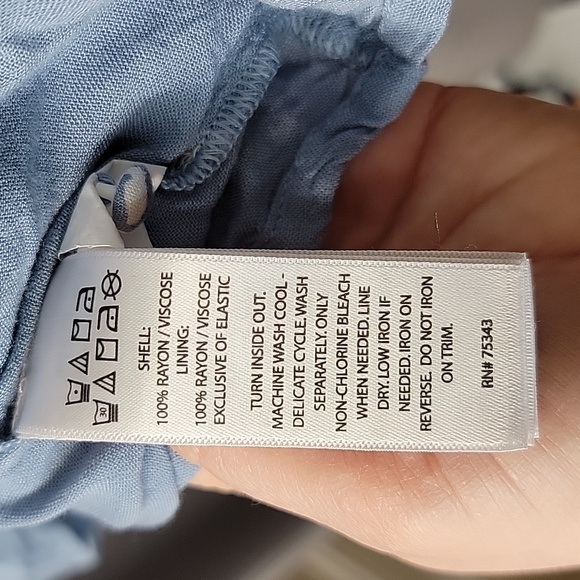 30
SHELL:
100% RAYON / VISCOSE
LINING:
100% RAYON / VISCOSE
EXCLUSIVE OF ELASTIC
TURN INSIDE OUT.
MACHINE WASH COOL -
DELICATE CYCLE,WASH
SEPARATELY. ONLY
NON-CHLORINE BLEACH
WHEN NEEDED. LINE
DRY. LOW IRON IF
NEEDED. IRON ON
REVERSE. DO NOT IRON
ON TRIM.
RN# 75343